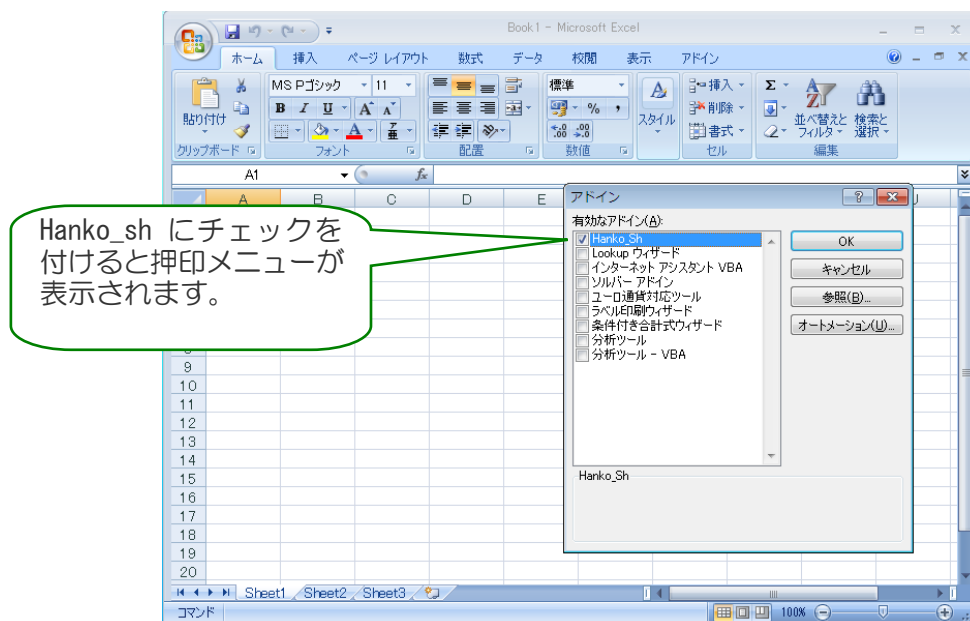 Book1 - Microsoft Excel
ホーム 挿入 ページ レイアウト 数式 データ 校閲 表示 アドイン
MS Pゴシック 11 標準 挿入 Σ
貼り付け B I U A A % , スタイル 削除 並べ替えと フィルタ 検索と 選択
A 書式
クリップボード フォント 配置 数値 セル 編集
A1 fx
A B C D E J
Hanko_sh にチェックを
付けると押印メニューが
表示されます。
アドイン
有効なアドイン(A):
Hanko_Sh
Lookup ウィザード
インターネット アシスタント VBA
ソルバー アドイン
ユーロ通貨対応ツール
ラベル印刷ウィザード
条件付き合計式ウィザード
分析ツール
分析ツール - VBA
OK
キャンセル
参照(B)...
オートメーション(U)...
Hanko_Sh
9
10
11
12
13
14
15
16
17
18
19
20
Sheet1 Sheet2 Sheet3
コマンド 100%